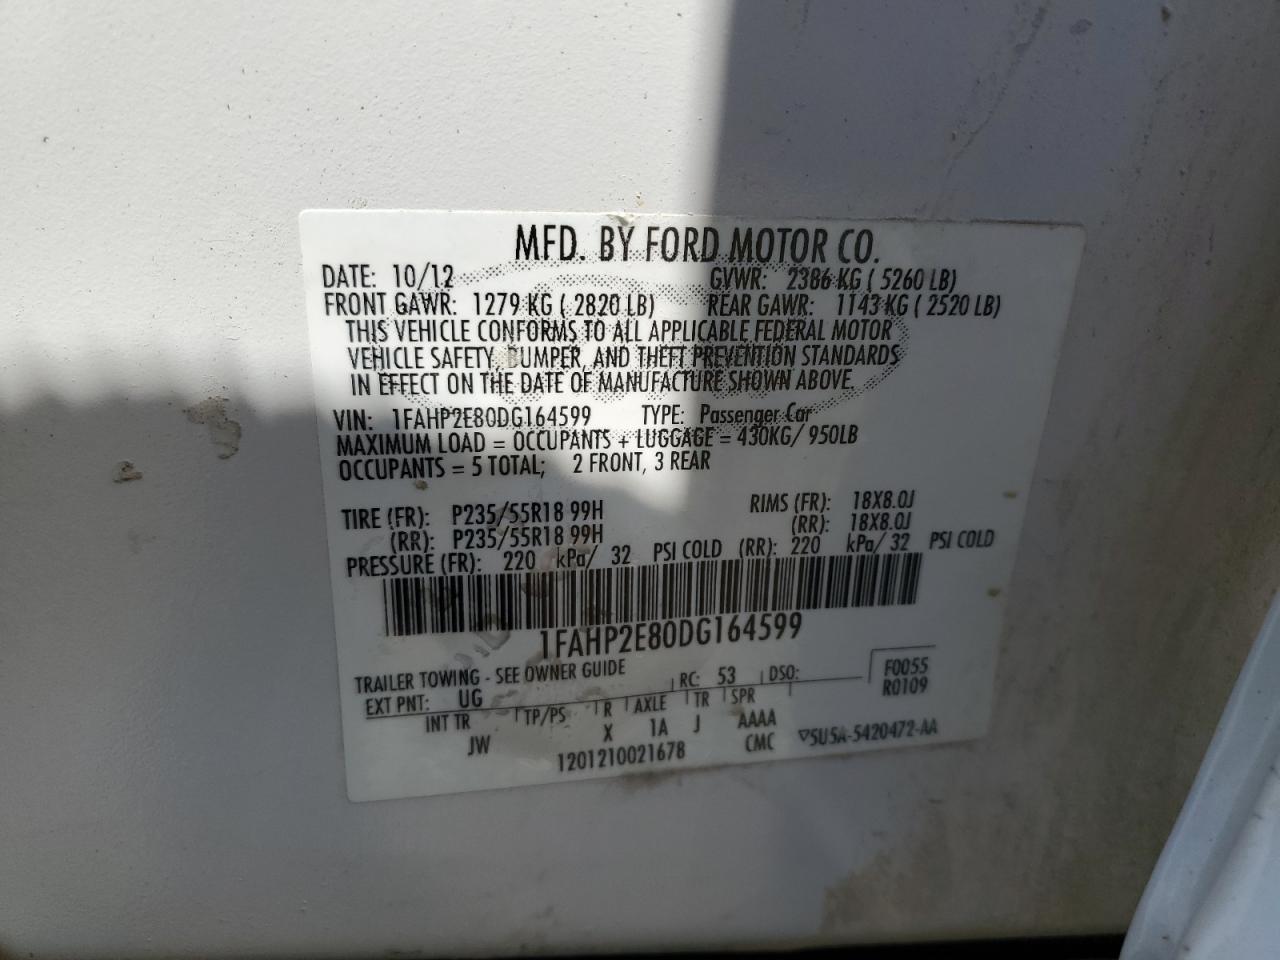 MFD. BY FORD MOTOR CO.
DATE: 10/12 GVWR: 2386 KG ( 5260 LB)
FRONT GAWR: 1279 KG ( 2820 LB) REAR GAWR: 1143 KG ( 2520 LB)
THIS VEHICLE CONFORMS TO ALL APPLICABLE FEDERAL MOTOR
VEHICLE SAFETY, BUMPER, AND THEFT PREVENTION STANDARDS
IN EFFECT ON THE DATE OF MANUFACTURE SHOWN ABOVE.
VIN: 1FAHP2E80DG164599 TYPE: Passenger Car
MAXIMUM LOAD = OCCUPANTS + LUGGAGE = 430KG/ 950LB
OCCUPANTS = 5 TOTAL; 2 FRONT, 3 REAR
TIRE (FR): P235/55R18 99H RIMS (FR): 18X8.0J
(RR): P235/55R18 99H (RR): 18X8.0J
PRESSURE (FR): 220 kPa/ 32 PSI COLD (RR): 220 kPa/ 32 PSI COLD
1FAHP2E80DG164599
TRAILER TOWING - SEE OWNER GUIDE
EXT PNT: UG RC: 53 DSO: F0055
R0109
INT TR TP/PS R AXLE TR SPR
JW X 1A J AAAA
1201210021678 CMC ▽5U5A-5420472-AA